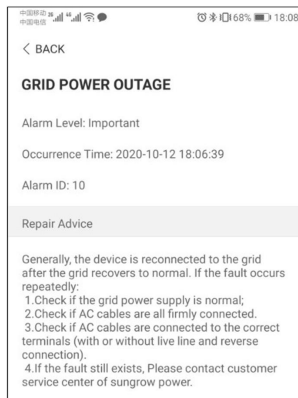 中国移动 2G 4G
中国电信
68% 18:08
< BACK
GRID POWER OUTAGE
Alarm Level: Important
Occurrence Time: 2020-10-12 18:06:39
Alarm ID: 10
Repair Advice
Generally, the device is reconnected to the grid
after the grid recovers to normal. If the fault occurs
repeatedly:
1.Check if the grid power supply is normal;
2.Check if AC cables are all firmly connected.
3.Check if AC cables are connected to the correct
terminals (with or without live line and reverse
connection).
4.If the fault still exists, Please contact customer
service center of sungrow power.